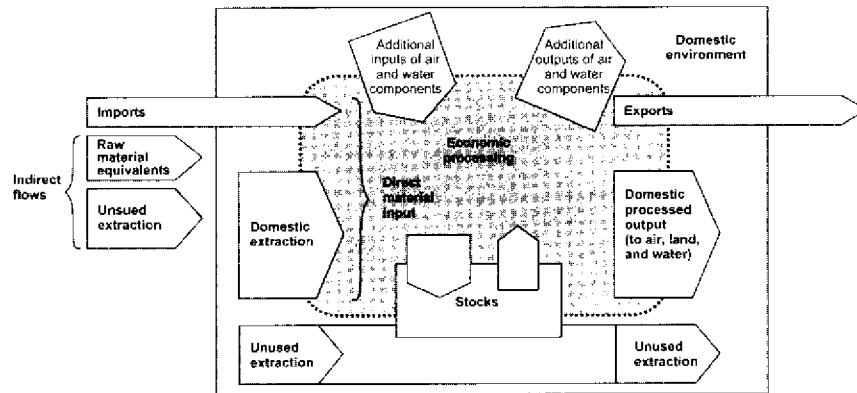 Additional
inputs of air
and water
components
Additional
outputs of air
and water
components
Domestic
environment
Imports
Exports
Economic
processing
Raw
material
equivalents
Indirect
flows
Unsued
extraction
Direct
material
input
Domestic
extraction
Domestic
processed
output
(to air, land,
and water)
Stocks
Unused
extraction
Unused
extraction